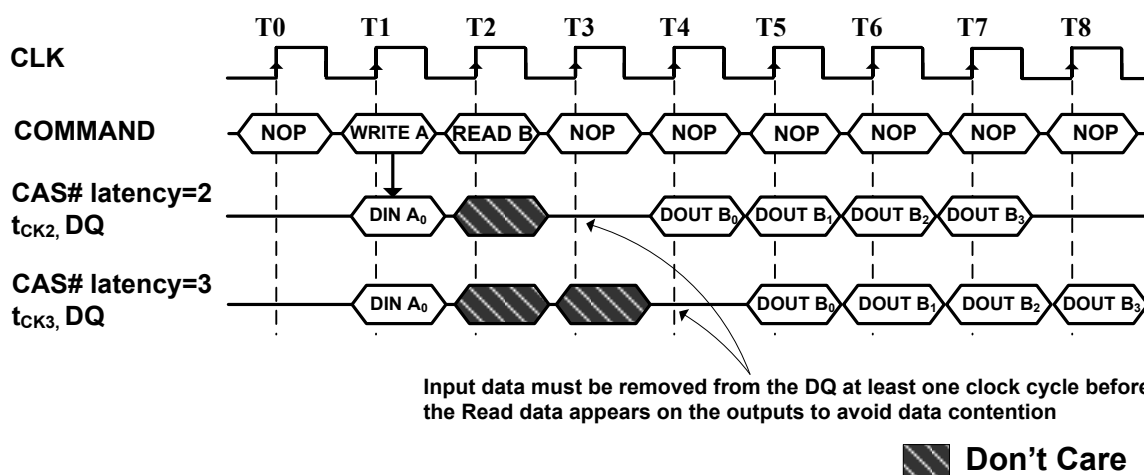 T0 T1 T2 T3 T4 T5 T6 T7 T8
CLK
COMMAND NOP WRITE A READ B NOP NOP NOP NOP NOP NOP
CAS# latency=2
tCK2, DQ DIN A0 DOUT B0 DOUT B1 DOUT B2 DOUT B3
CAS# latency=3
tCK3, DQ DIN A0 DOUT B0 DOUT B1 DOUT B2 DOUT B3
Input data must be removed from the DQ at least one clock cycle before
the Read data appears on the outputs to avoid data contention
Don't Care